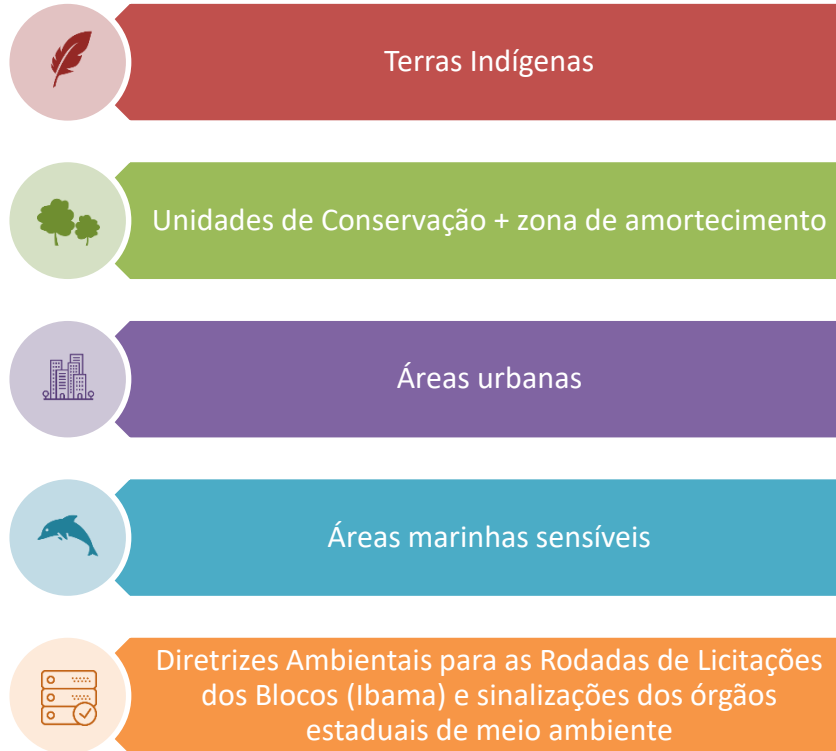 Terras Indígenas
Unidades de Conservação + zona de amortecimento
Áreas urbanas
Áreas marinhas sensíveis
Diretrizes Ambientais para as Rodadas de Licitações
dos Blocos (Ibama) e sinalizações dos órgãos
estaduais de meio ambiente